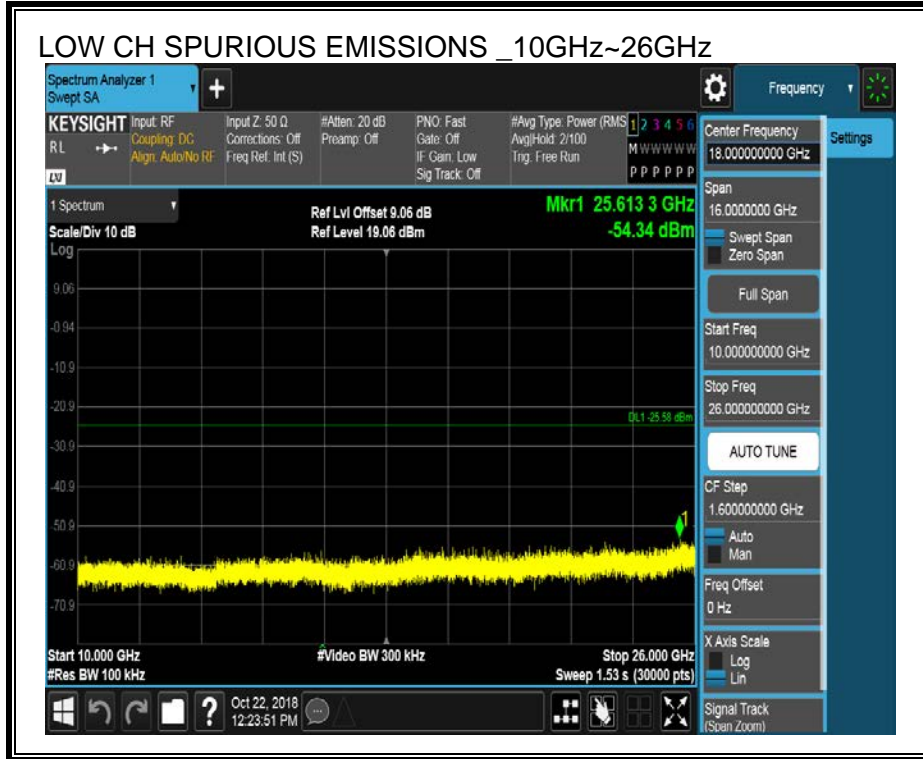 LOW CH SPURIOUS EMISSIONS _10GHz~26GHz
Spectrum Analyzer 1
Swept SA
+
Frequency
KEYSIGHT
RL
LXI
Input: RF
Coupling: DC
Align: Auto/No RF
Input Z: 50 Ω
Corrections: Off
Freq Ref: Int (S)
#Atten: 20 dB
Preamp: Off
PNO: Fast
Gate: Off
IF Gain: Low
Sig Track: Off
#Avg Type: Power (RMS
Avg|Hold: 2/100
Trig: Free Run
1 2 3 4 5 6
M W W W W W
P P P P P P
1 Spectrum
Scale/Div 10 dB
Ref Lvl Offset 9.06 dB
Ref Level 19.06 dBm
Mkr1 25.613 3 GHz
-54.34 dBm
Log
9.06
-0.94
-10.9
-20.9
DL1 -25.58 dBm
-30.9
-40.9
-50.9
1
-60.9
-70.9
Start 10.000 GHz
#Res BW 100 kHz
#Video BW 300 kHz
Stop 26.000 GHz
Sweep 1.53 s (30000 pts)
Center Frequency
18.000000000 GHz
Settings
Span
16.0000000 GHz
Swept Span
Zero Span
Full Span
Start Freq
10.000000000 GHz
Stop Freq
26.000000000 GHz
AUTO TUNE
CF Step
1.600000000 GHz
Auto
Man
Freq Offset
0 Hz
X Axis Scale
Log
Lin
Signal Track
(Span Zoom)
?
Oct 22, 2018
12:23:51 PM